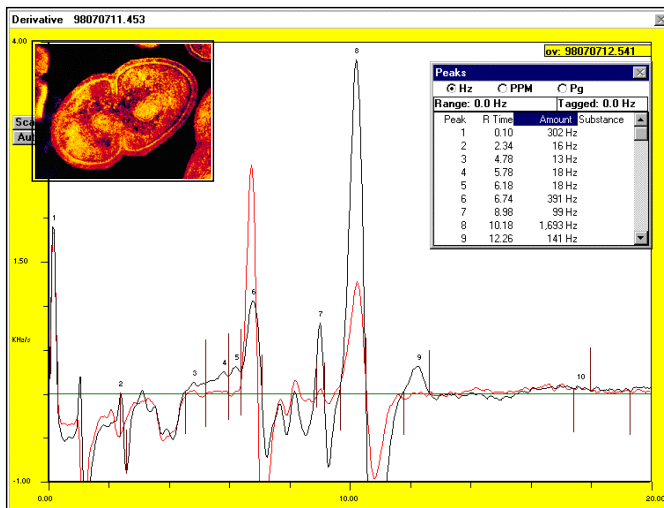 Derivative 98070711.453
4.00
ov: 98070712.541
Peaks
Hz PPM Pg
Range: 0.0 Hz Tagged: 0.0 Hz
Peak R Time Amount Substance
1 0.10 302 Hz
2 2.34 16 Hz
3 4.78 13 Hz
4 5.78 18 Hz
5 6.18 18 Hz
6 6.74 391 Hz
7 8.98 99 Hz
8 10.18 1,693 Hz
9 12.26 141 Hz
Sca
Aut
8
1
1.50
6
7
KHz/s
9
5
4
3
10
2
-1.00
0.00 10.00 20.00